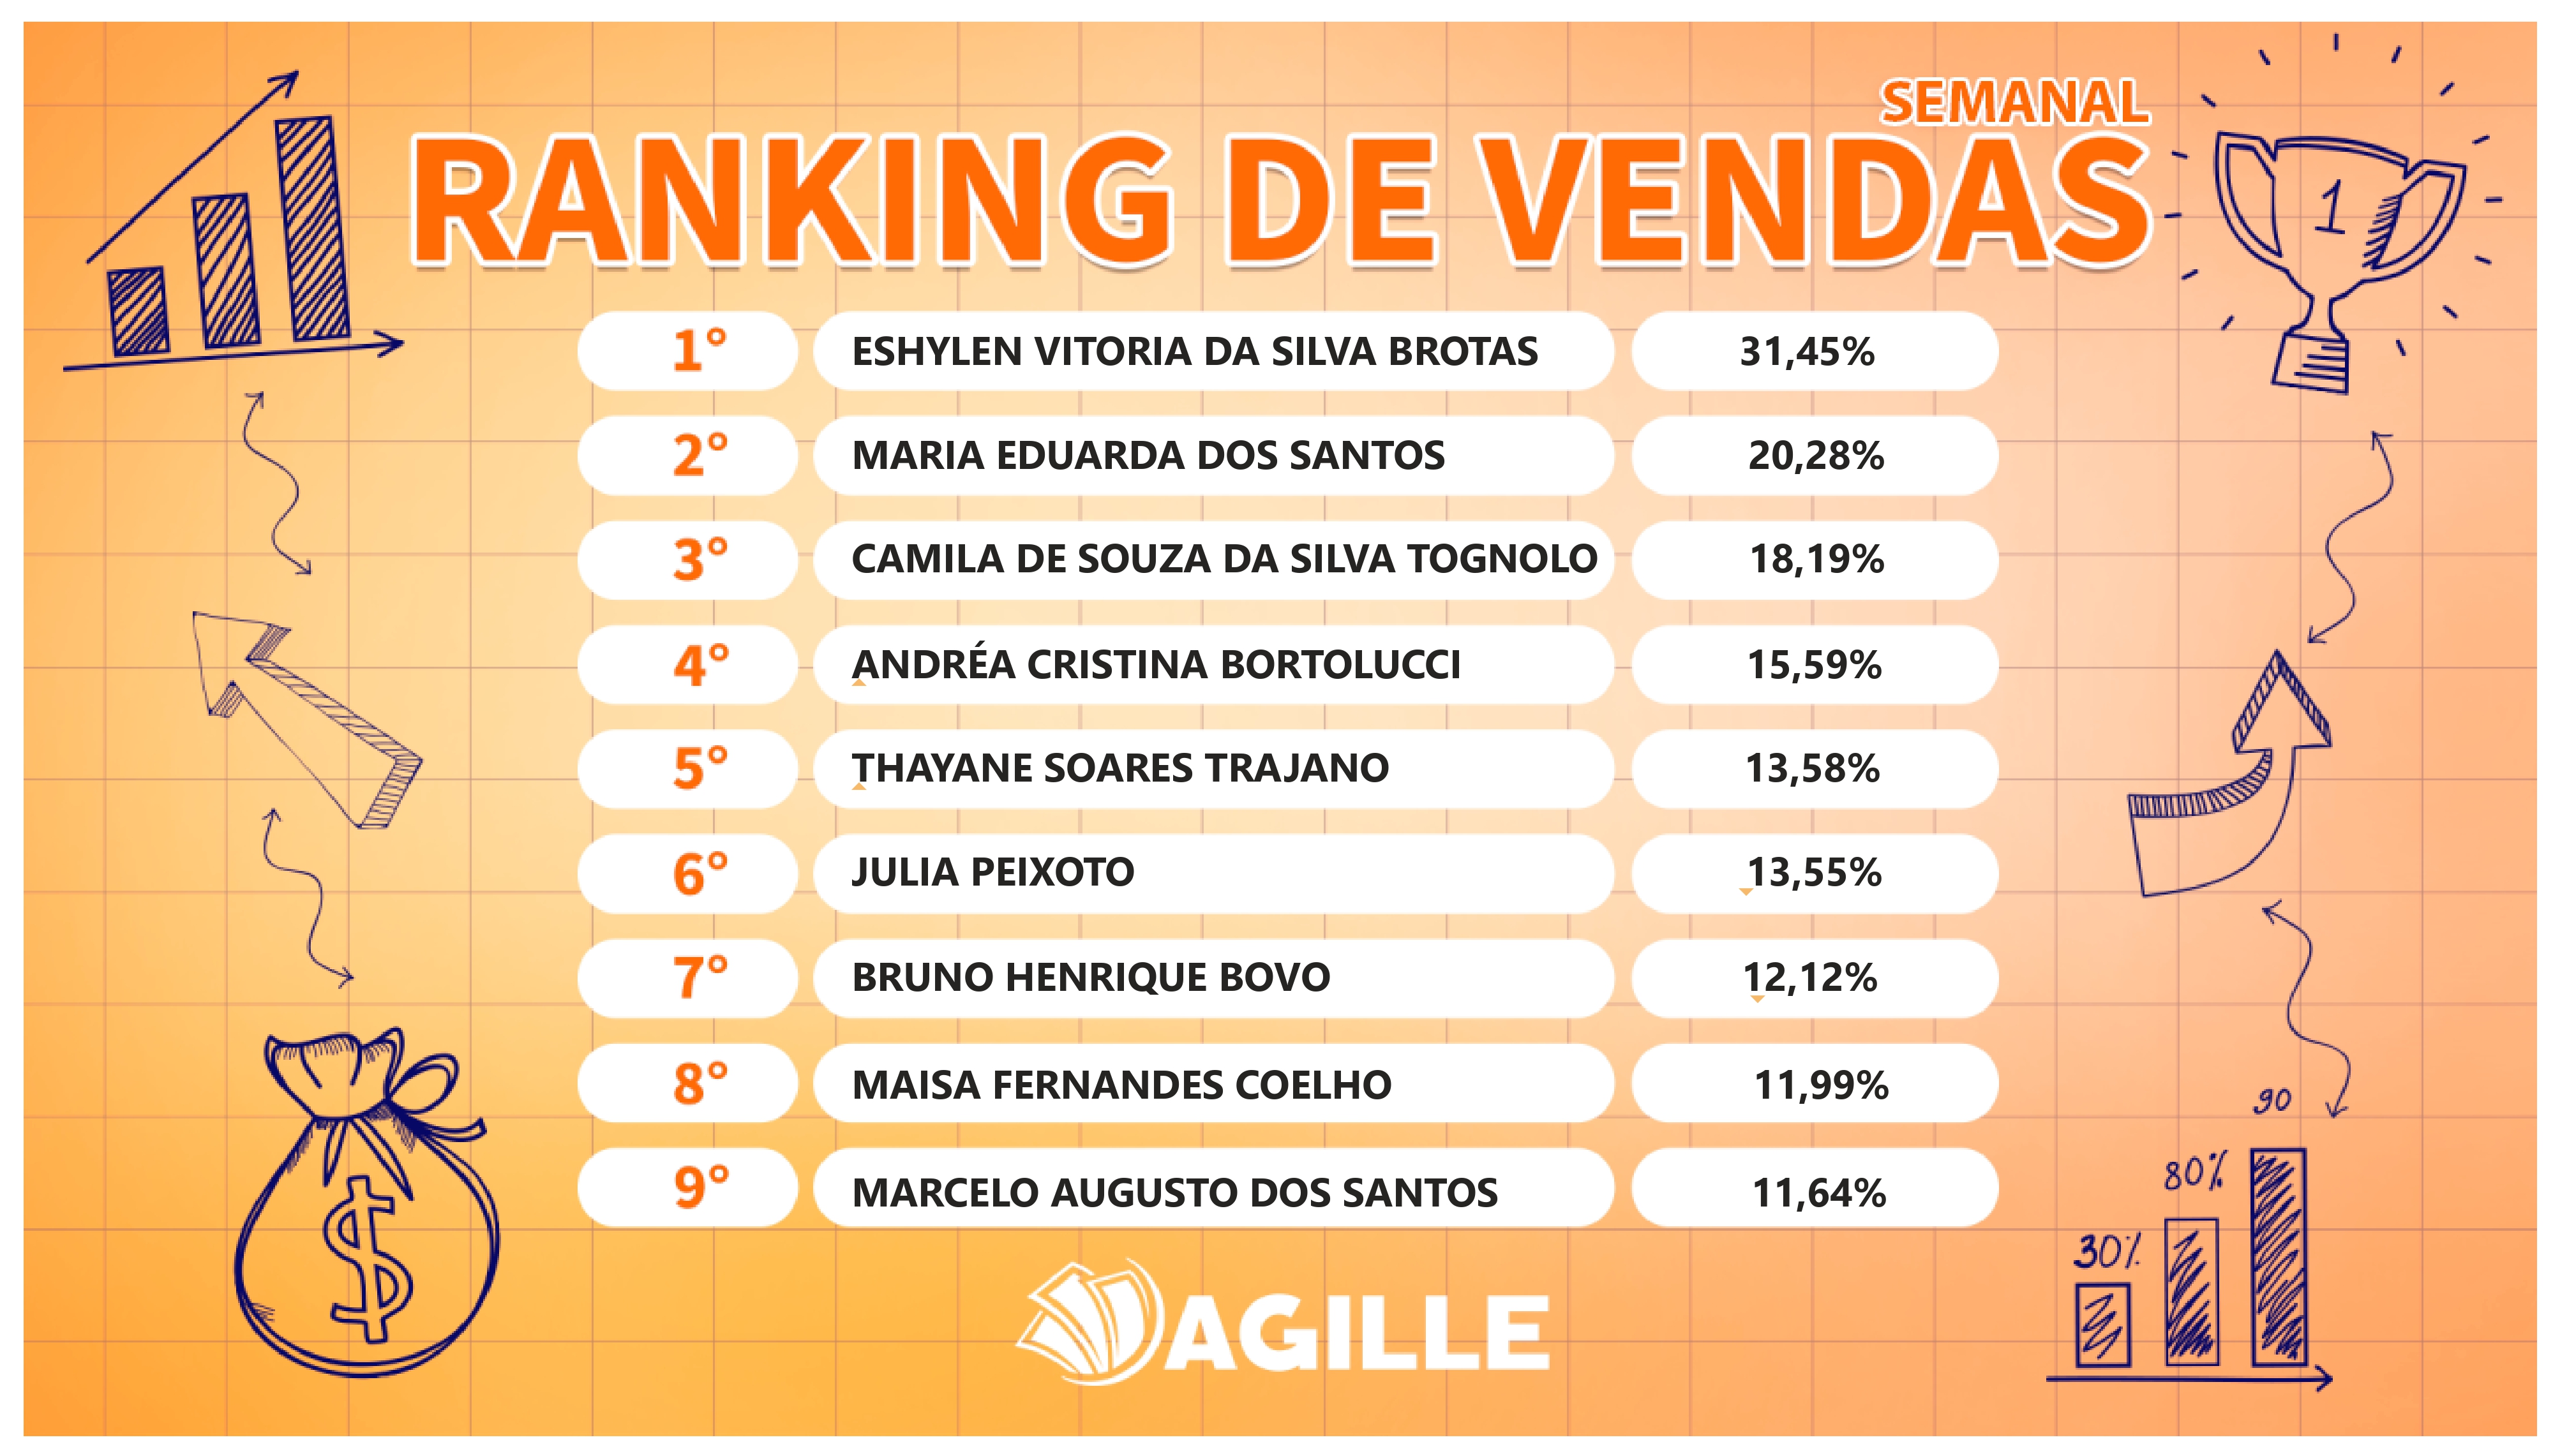 SEMANAL
RANKING DE VENDAS
1
1° ESHYLEN VITORIA DA SILVA BROTAS 31,45%
2° MARIA EDUARDA DOS SANTOS 20,28%
3° CAMILA DE SOUZA DA SILVA TOGNOLO 18,19%
4° ANDRÉA CRISTINA BORTOLUCCI 15,59%
5° THAYANE SOARES TRAJANO 13,58%
6° JULIA PEIXOTO 13,55%
7° BRUNO HENRIQUE BOVO 12,12%
8° MAISA FERNANDES COELHO 11,99%
9° MARCELO AUGUSTO DOS SANTOS 11,64%
$
90
80%
30%
AGILLE